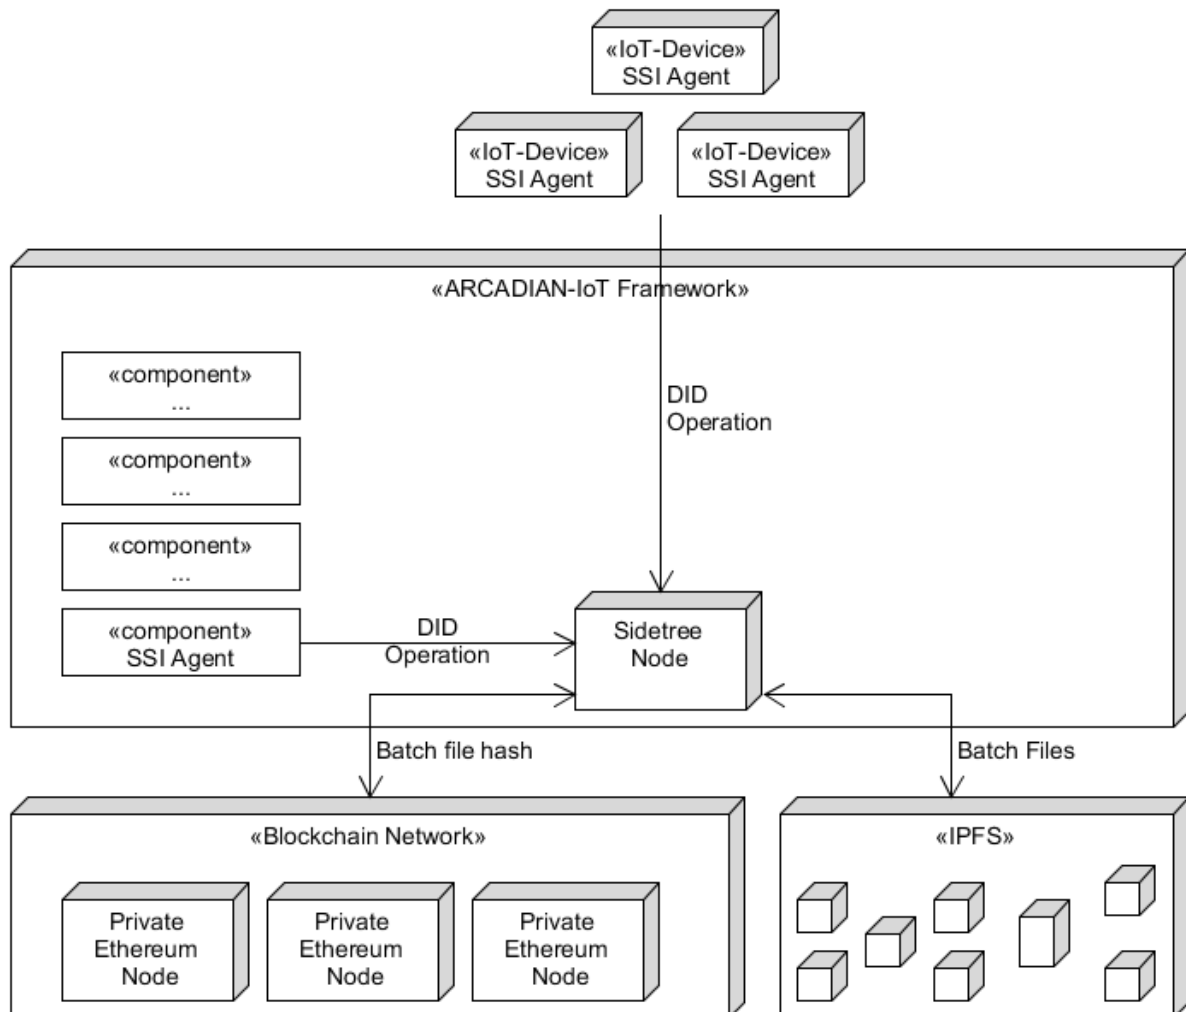 «IoT-Device»
SSI Agent
«IoT-Device»
SSI Agent
«IoT-Device»
SSI Agent
«ARCADIAN-IoT Framework»
«component»
...
DID
Operation
«component»
...
«component»
...
«component»
SSI Agent
DID
Operation
Sidetree
Node
Batch file hash
Batch Files
«Blockchain Network»
«IPFS»
Private
Ethereum
Node
Private
Ethereum
Node
Private
Ethereum
Node